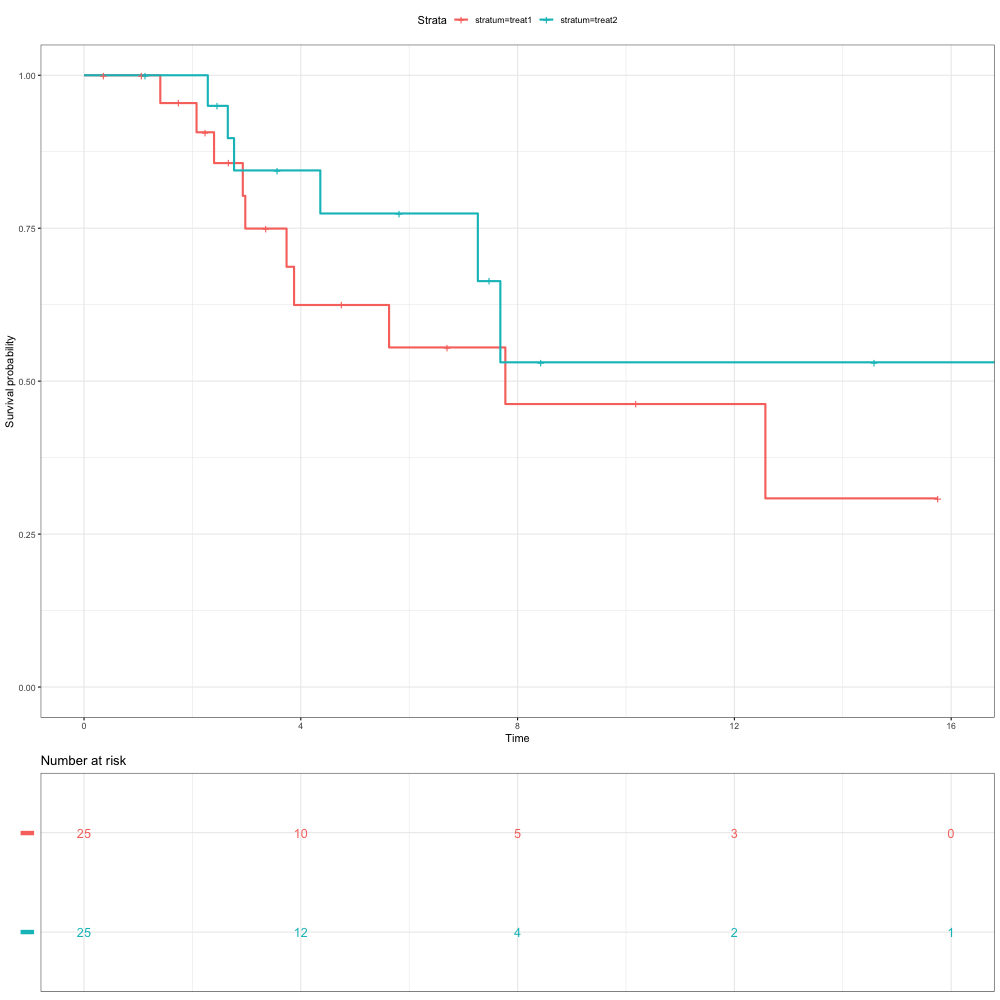 Strata stratum=treat1 stratum=treat2
1.00
0.75
0.50
0.25
0.00
Survival probability
0 4 8 12 16
Time
Number at risk
25 10 5 3 0
25 12 4 2 1